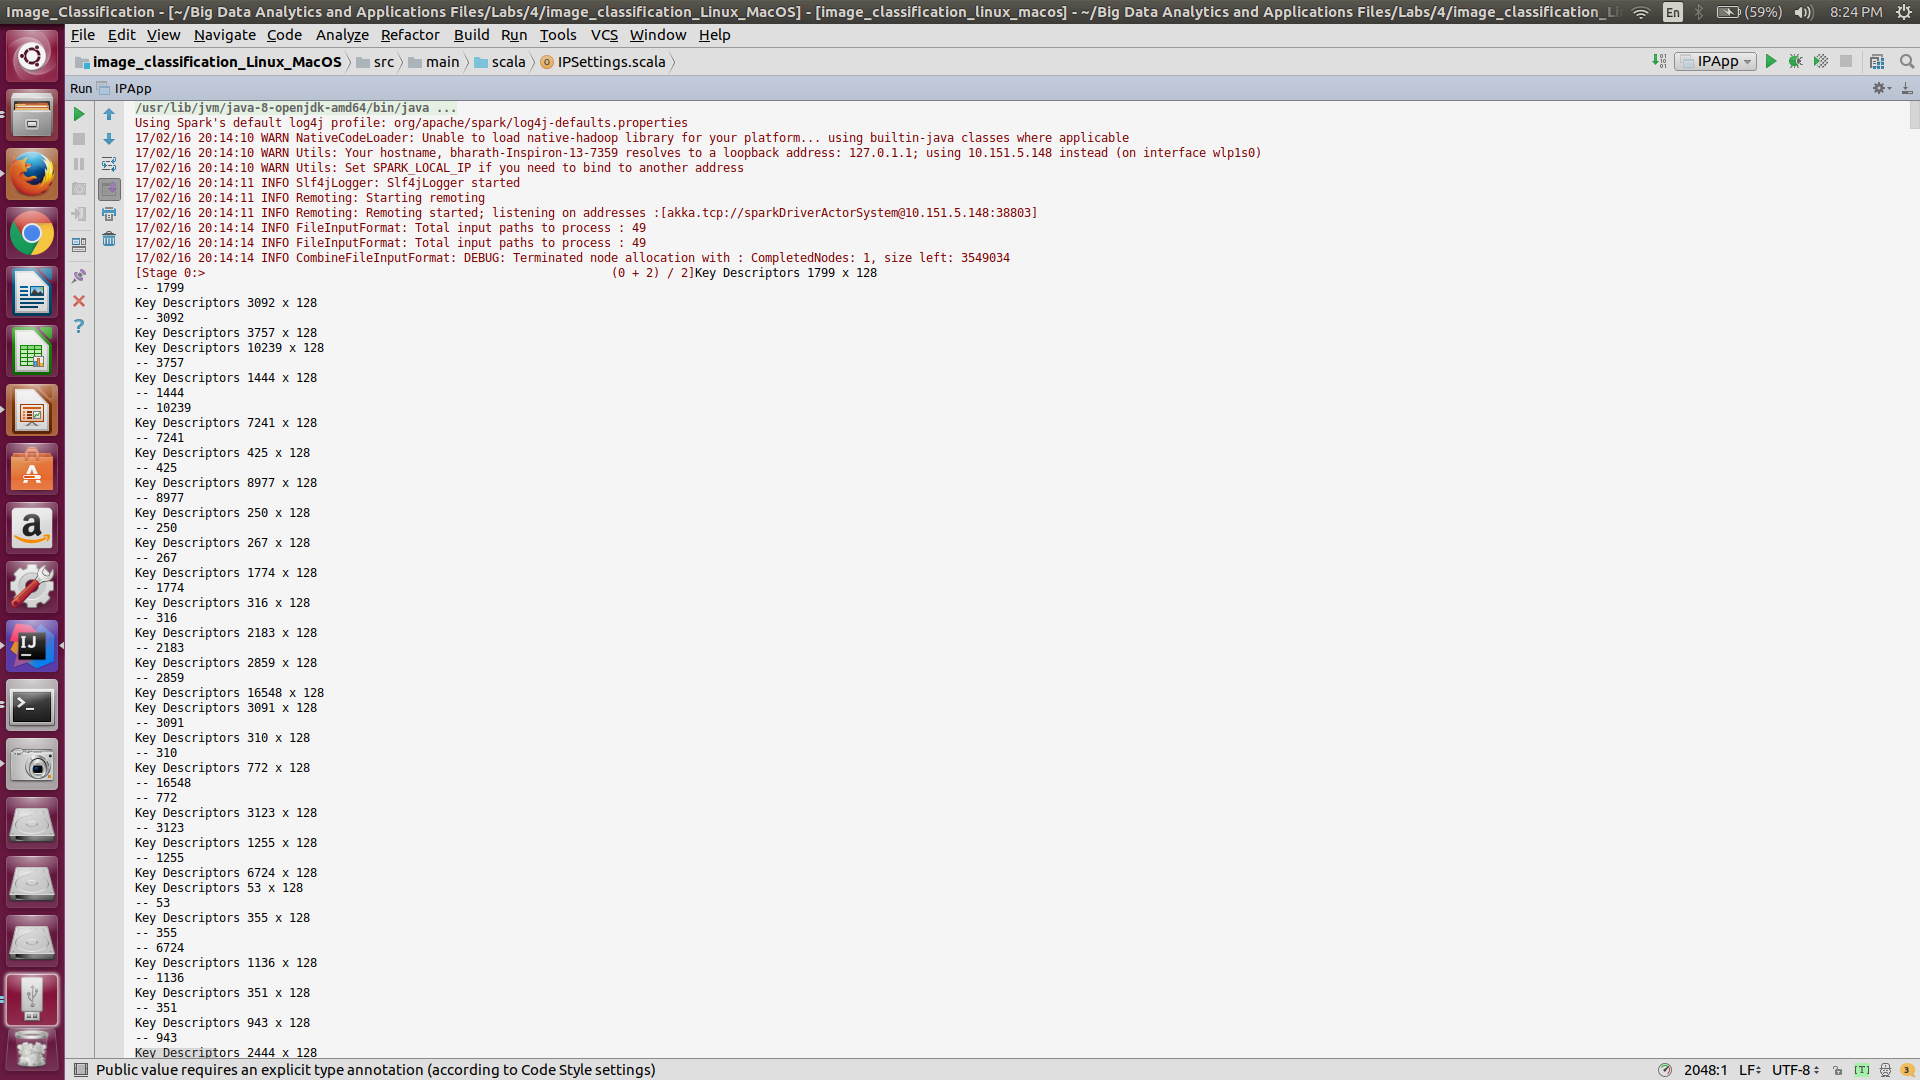 Image_Classification - [~/Big Data Analytics and Applications Files/Labs/4/image_classification_Linux_MacOS] - [image_classification_linux_macos] - ~/Big Data Analytics and Applications Files/Labs/4/image_classification_Li
En (59%) 8:24 PM
File Edit View Navigate Code Analyze Refactor Build Run Tools VCS Window Help
image_classification_Linux_MacOS src main scala IPSettings.scala IPApp
Run IPApp
/usr/lib/jvm/java-8-openjdk-amd64/bin/java ...
Using Spark's default log4j profile: org/apache/spark/log4j-defaults.properties
17/02/16 20:14:10 WARN NativeCodeLoader: Unable to load native-hadoop library for your platform... using builtin-java classes where applicable
17/02/16 20:14:10 WARN Utils: Your hostname, bharath-Inspiron-13-7359 resolves to a loopback address: 127.0.1.1; using 10.151.5.148 instead (on interface wlp1s0)
17/02/16 20:14:10 WARN Utils: Set SPARK_LOCAL_IP if you need to bind to another address
17/02/16 20:14:11 INFO Slf4jLogger: Slf4jLogger started
17/02/16 20:14:11 INFO Remoting: Starting remoting
17/02/16 20:14:11 INFO Remoting: Remoting started; listening on addresses :[akka.tcp://sparkDriverActorSystem@10.151.5.148:38803]
17/02/16 20:14:14 INFO FileInputFormat: Total input paths to process : 49
17/02/16 20:14:14 INFO FileInputFormat: Total input paths to process : 49
17/02/16 20:14:14 INFO CombineFileInputFormat: DEBUG: Terminated node allocation with : CompletedNodes: 1, size left: 3549034
[Stage 0:> (0 + 2) / 2]Key Descriptors 1799 x 128
-- 1799
Key Descriptors 3092 x 128
-- 3092
Key Descriptors 3757 x 128
Key Descriptors 10239 x 128
-- 3757
Key Descriptors 1444 x 128
-- 1444
-- 10239
Key Descriptors 7241 x 128
-- 7241
Key Descriptors 425 x 128
-- 425
Key Descriptors 8977 x 128
-- 8977
Key Descriptors 250 x 128
-- 250
Key Descriptors 267 x 128
-- 267
Key Descriptors 1774 x 128
-- 1774
Key Descriptors 316 x 128
-- 316
Key Descriptors 2183 x 128
-- 2183
Key Descriptors 2859 x 128
-- 2859
Key Descriptors 16548 x 128
Key Descriptors 3091 x 128
-- 3091
Key Descriptors 310 x 128
-- 310
Key Descriptors 772 x 128
-- 16548
-- 772
Key Descriptors 3123 x 128
-- 3123
Key Descriptors 1255 x 128
-- 1255
Key Descriptors 6724 x 128
Key Descriptors 53 x 128
-- 53
Key Descriptors 355 x 128
-- 355
-- 6724
Key Descriptors 1136 x 128
-- 1136
Key Descriptors 351 x 128
-- 351
Key Descriptors 943 x 128
-- 943
Key Descriptors 2444 x 128
Public value requires an explicit type annotation (according to Code Style settings) 2048:1 LF UTF-8 [T] 3